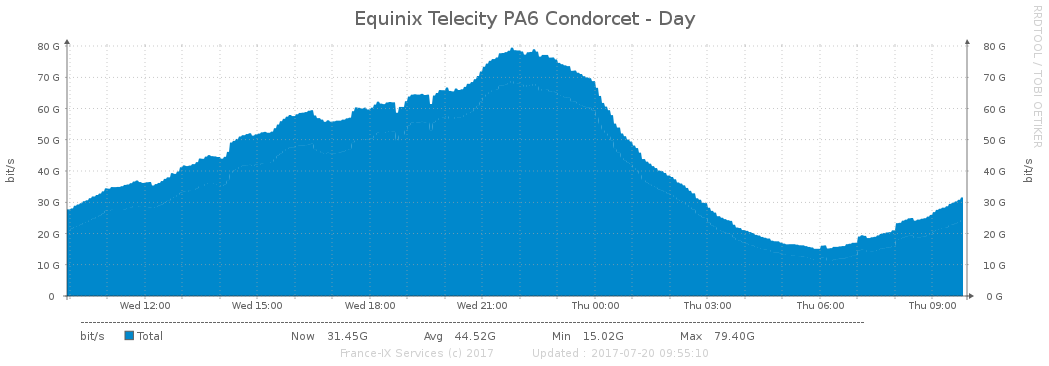 Equinix Telecity PA6 Condorcet - Day
RRDTOOL / TOBI OETIKER
bit/s
80 G 80 G
70 G 70 G
60 G 60 G
50 G 50 G
40 G 40 G
30 G 30 G
20 G 20 G
10 G 10 G
0 0 G
bit/s
Wed 12:00 Wed 15:00 Wed 18:00 Wed 21:00 Thu 00:00 Thu 03:00 Thu 06:00 Thu 09:00
bit/s Total Now 31.45G Avg 44.52G Min 15.02G Max 79.40G
France-IX Services (c) 2017 Updated : 2017-07-20 09:55:10